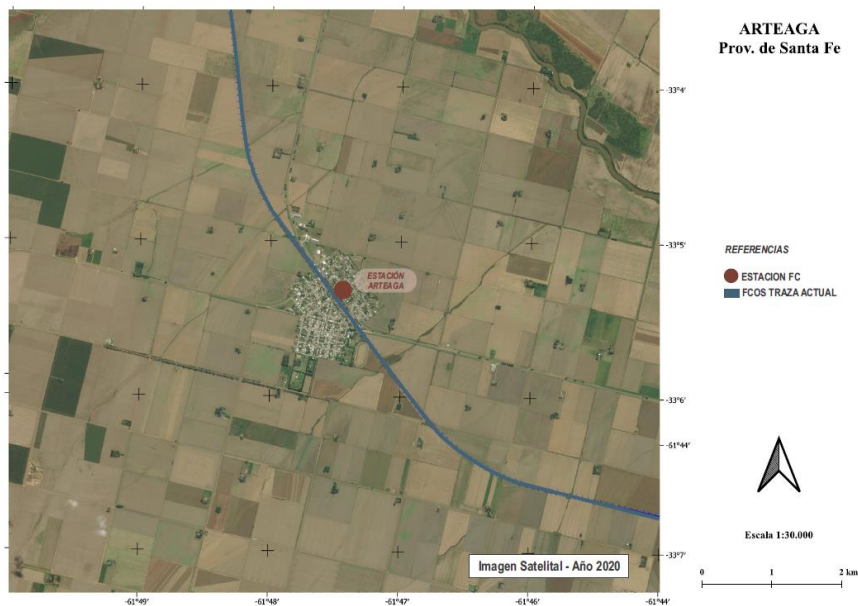 ARTEAGA
Prov. de Santa Fe
-33°4'
-33°5'
ESTACIÓN
ARTEAGA
REFERENCIAS
ESTACION FC
FCOS TRAZA ACTUAL
-33°6'
-61°44'
Escala 1:30.000
-33°7'
Imagen Satelital - Año 2020
0 1 2 km
-61°49' -61°48' -61°47' -61°46' -61°44'